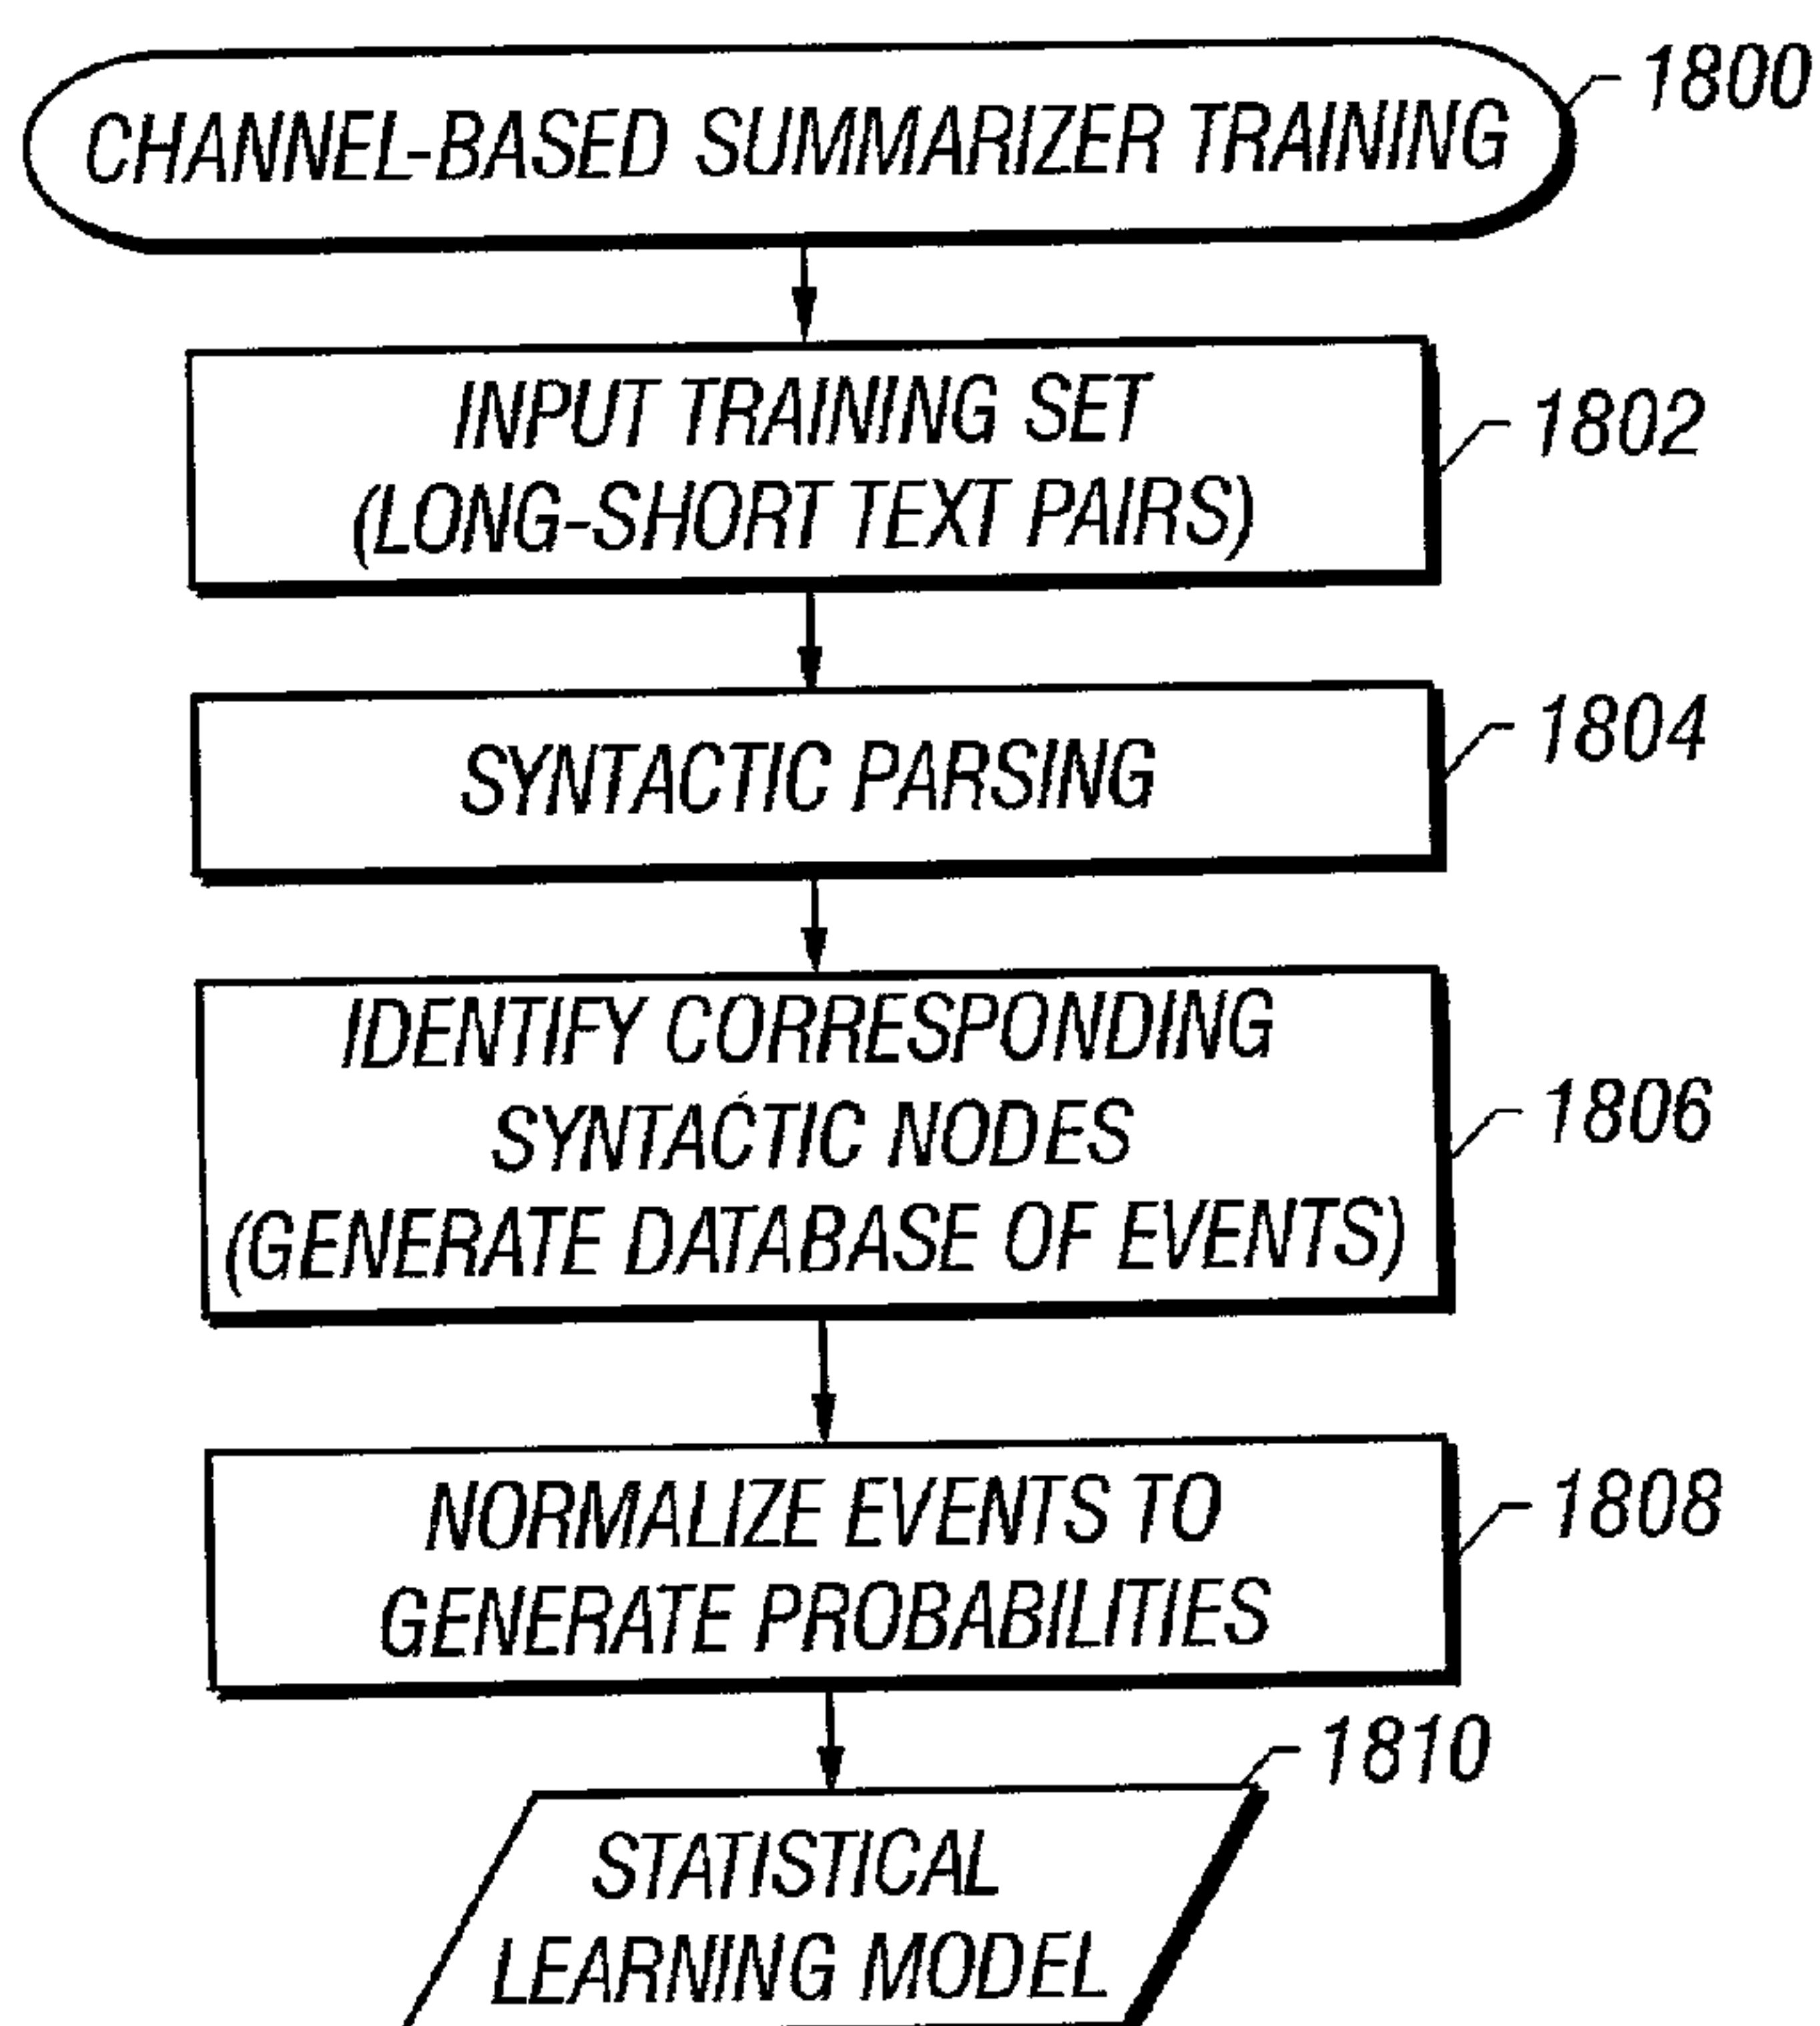 CHANNEL-BASED SUMMARIZER TRAINING
1800
INPUT TRAINING SET
(LONG-SHORT TEXT PAIRS)
1802
SYNTACTIC PARSING
1804
IDENTIFY CORRESPONDING
SYNTACTIC NODES
(GENERATE DATABASE OF EVENTS)
1806
NORMALIZE EVENTS TO
GENERATE PROBABILITIES
1808
1810
STATISTICAL
LEARNING MODEL